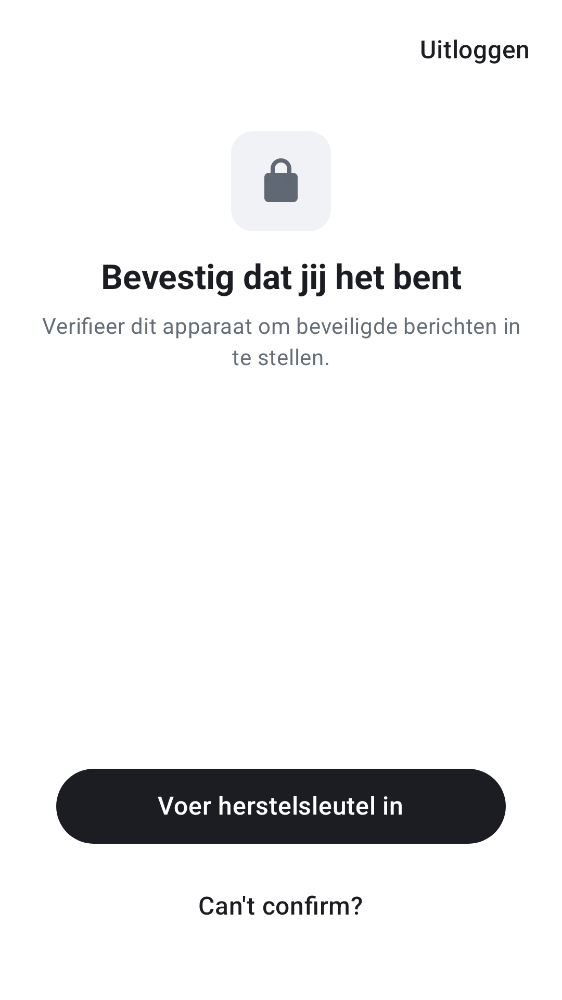 Uitloggen
Bevestig dat jij het bent
Verifieer dit apparaat om beveiligde berichten in
te stellen.
Voer herstelsleutel in
Can't confirm?